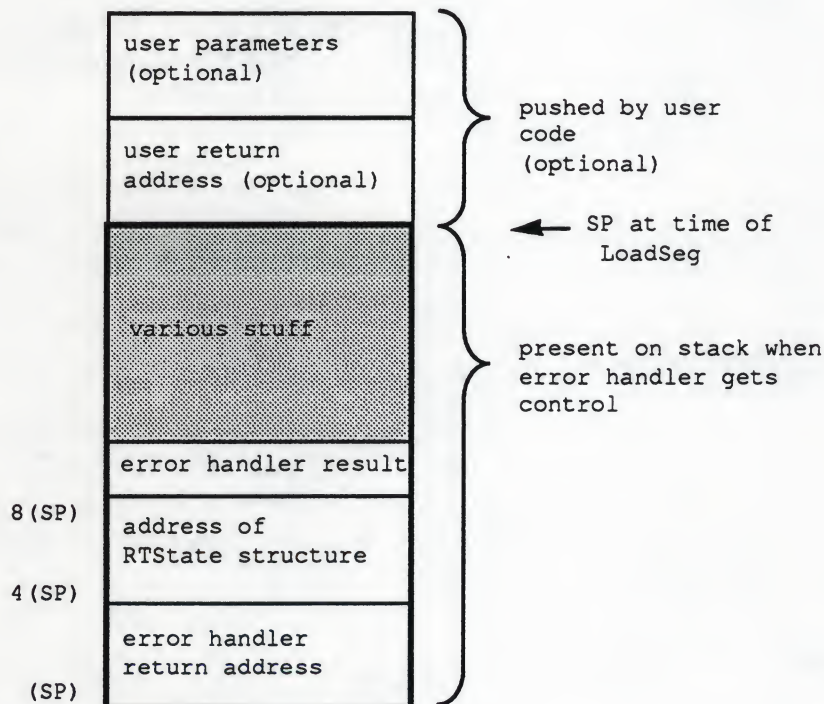 user parameters
(optional)
user return
address (optional)
pushed by user
code
(optional)
SP at time of
LoadSeg
various stuff
present on stack when
error handler gets
control
error handler result
8(SP)
address of
RTState structure
4(SP)
error handler
return address
(SP)